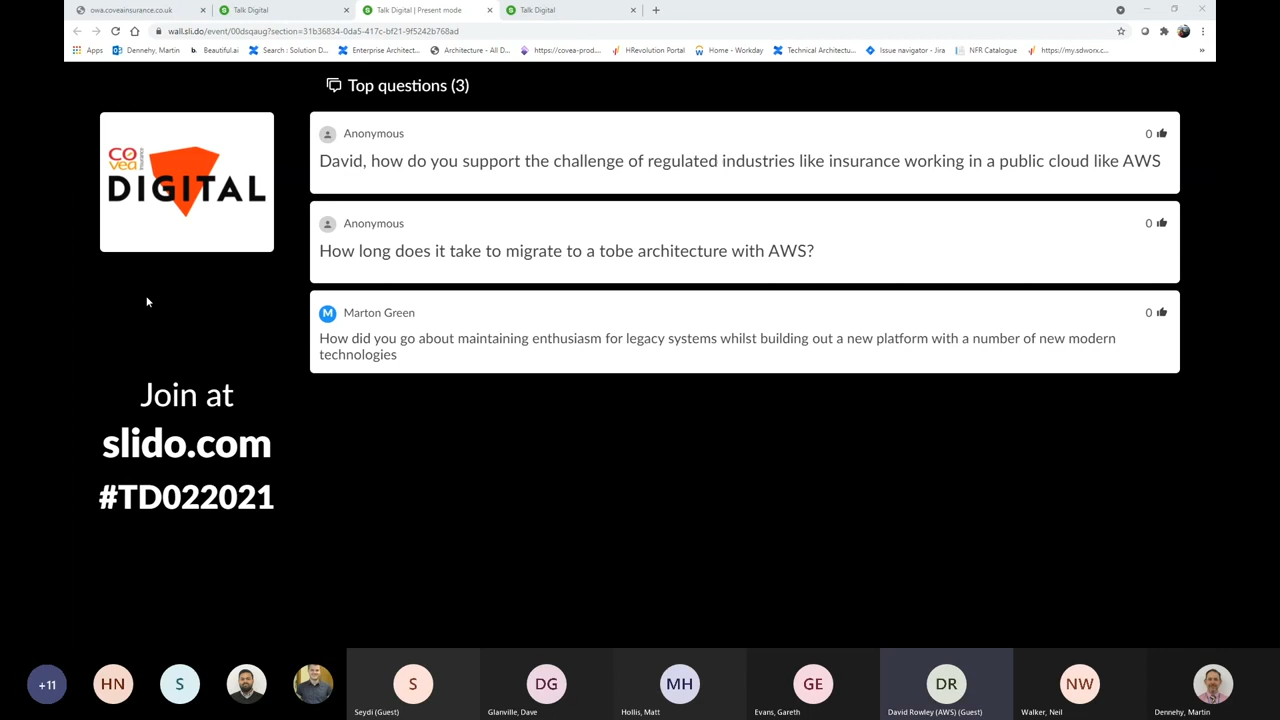 owa.coveainsurance.co.uk
Talk Digital
Talk Digital | Present mode
Talk Digital
wall.sli.do/event/00dsqaug?section=31b36834-0da5-417c-bf21-9f5242b768ad
Apps
Dennehy, Martin
b. Beautiful.ai
Search : Solution D...
Enterprise Architect...
Architecture - All D...
https://covea-prod....
HRevolution Portal
Home - Workday
Technical Architectu...
Issue navigator - Jira
NFR Catalogue
https://my.sdworx.c...
»
Top questions (3)
covea
INSURANCE
DIGITAL
Anonymous
0
David, how do you support the challenge of regulated industries like insurance working in a public cloud like AWS
Anonymous
0
How long does it take to migrate to a tobe architecture with AWS?
M
Marton Green
0
How did you go about maintaining enthusiasm for legacy systems whilst building out a new platform with a number of new modern
technologies
Join at
slido.com
#TD022021
+11
HN
S
S
DG
MH
GE
DR
NW
Seydi (Guest)
Glanville, Dave
Hollis, Matt
Evans, Gareth
David Rowley (AWS) (Guest)
Walker, Neil
Dennehy, Martin